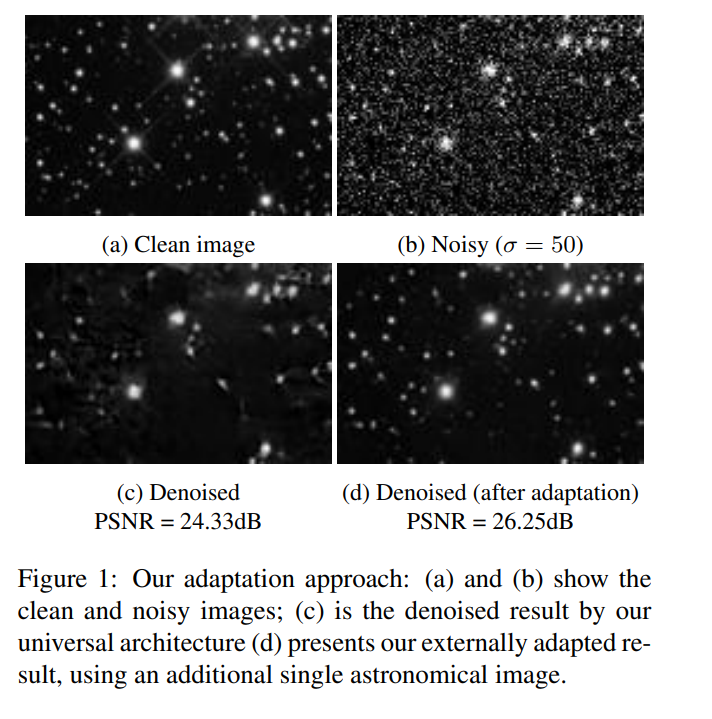 (a) Clean image
(b) Noisy (σ = 50)
(c) Denoised
PSNR = 24.33dB
(d) Denoised (after adaptation)
PSNR = 26.25dB
Figure 1: Our adaptation approach: (a) and (b) show the
clean and noisy images; (c) is the denoised result by our
universal architecture (d) presents our externally adapted re-
sult, using an additional single astronomical image.